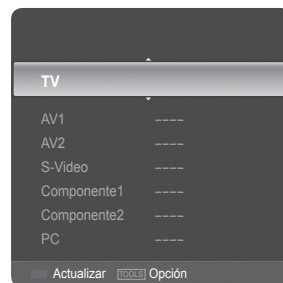 TV
AV1 ----
AV2 ----
S-Video ----
Componente1 ----
Componente2 ----
PC ----
Actualizar TOOLS Opción